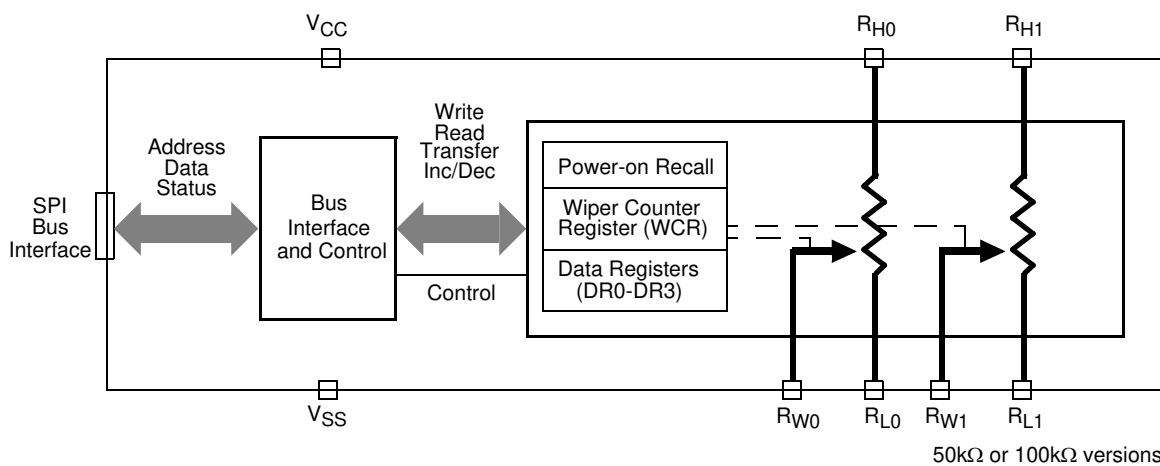 VCC
RH0
RH1
Write
Read
Transfer
Inc/Dec
Address
Data
Status
Power-on Recall
SPI
Bus
Interface
Bus
Interface
and Control
Wiper Counter
Register (WCR)
Data Registers
(DR0-DR3)
Control
VSS
RW0
RL0
RW1
RL1
50kΩ or 100kΩ versions